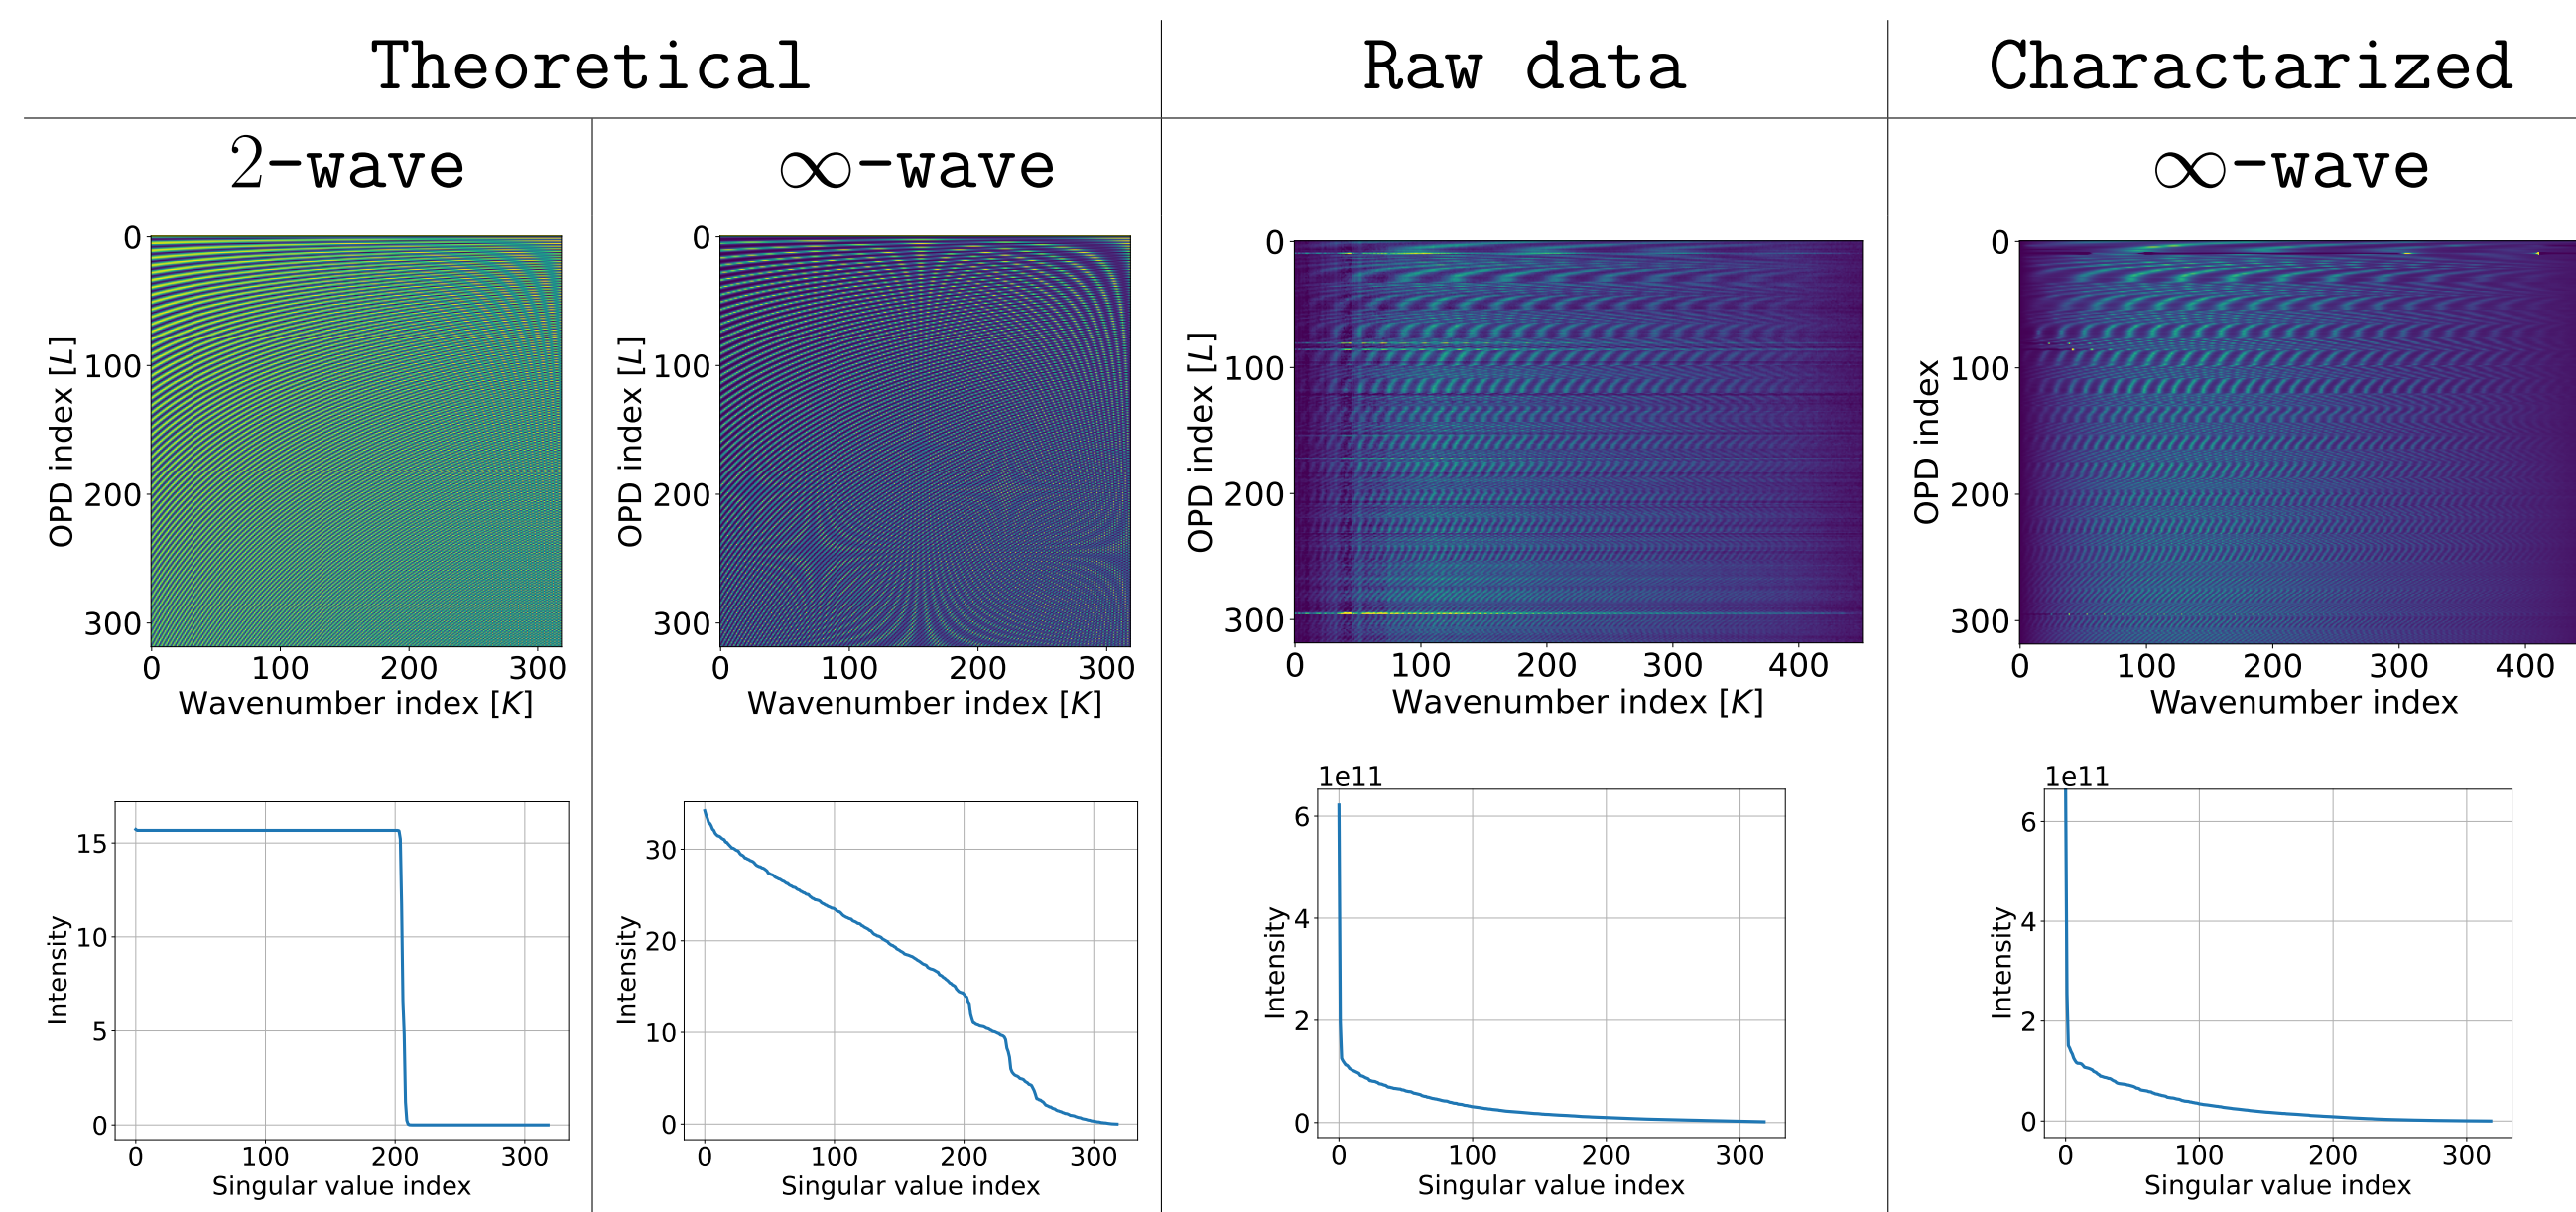 Theoretical
Raw data
Charactarized
2-wave
∞-wave
∞-wave
0
100
200
300
OPD index [L]
0 100 200 300
Wavenumber index [K]
0
100
200
300
OPD index [L]
0 100 200 300
Wavenumber index [K]
0
100
200
300
OPD index [L]
0 100 200 300 400
Wavenumber index [K]
0
100
200
300
OPD index
0 100 200 300 400
Wavenumber index
15
10
5
0
Intensity
0 100 200 300
Singular value index
30
20
10
0
Intensity
0 100 200 300
Singular value index
1e11
6
4
2
0
Intensity
0 100 200 300
Singular value index
1e11
6
4
2
0
Intensity
0 100 200 300
Singular value index